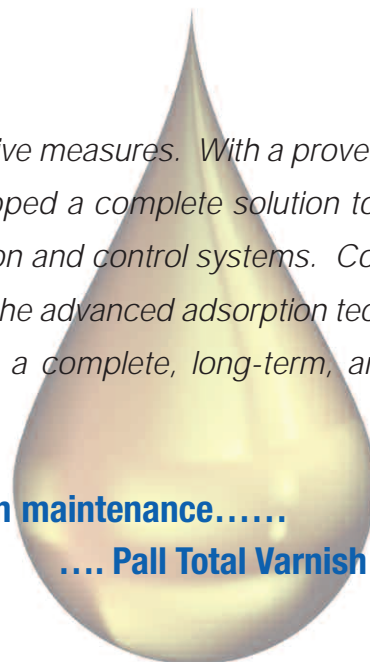 ive measures. With a prove
ped a complete solution to
on and control systems. Co
he advanced adsorption tec
a complete, long-term, an
n maintenance......
.... Pall Total Varnish